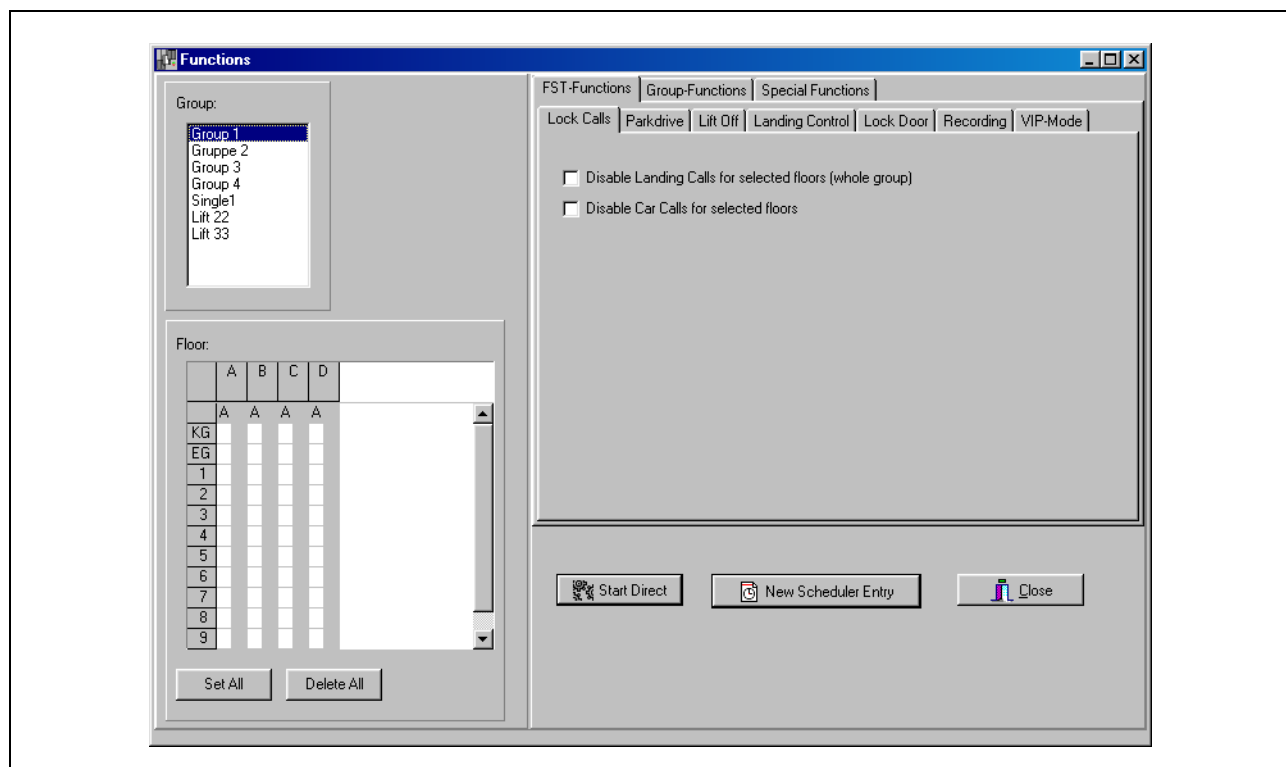 Functions
Group:
Group 1
Gruppe 2
Group 3
Group 4
Single1
Lift 22
Lift 33
Floor:
A B C D
A A A A
KG
EG
1
2
3
4
5
6
7
8
9
Set All Delete All
FST-Functions Group-Functions Special Functions
Lock Calls Parkdrive Lift Off Landing Control Lock Door Recording VIP-Mode
Disable Landing Calls for selected floors (whole group)
Disable Car Calls for selected floors
Start Direct New Scheduler Entry Close